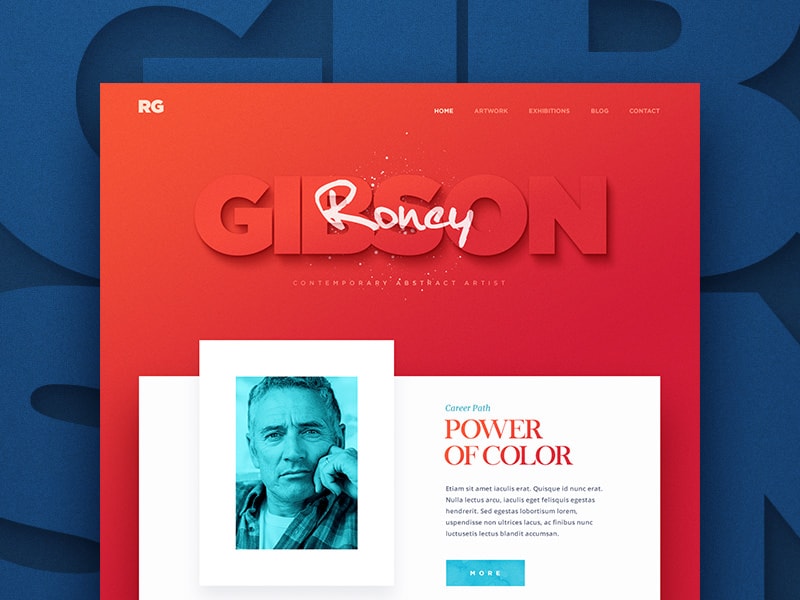 RG
HOME ARTWORK EXHIBITIONS BLOG CONTACT
GIBSON
Roney
CONTEMPORARY ABSTRACT ARTIST
Career Path
POWER
OF COLOR
Etiam sit amet iaculis erat. Quisque id nunc erat.
Nulla lectus arcu, iaculis eget felisquis egestas
hendrerit. Sed egestas lobortisum lorem,
uspendisse non ultrices lacus, ac finibus nunc
luctusetis lectus blandit accumsan.
MORE